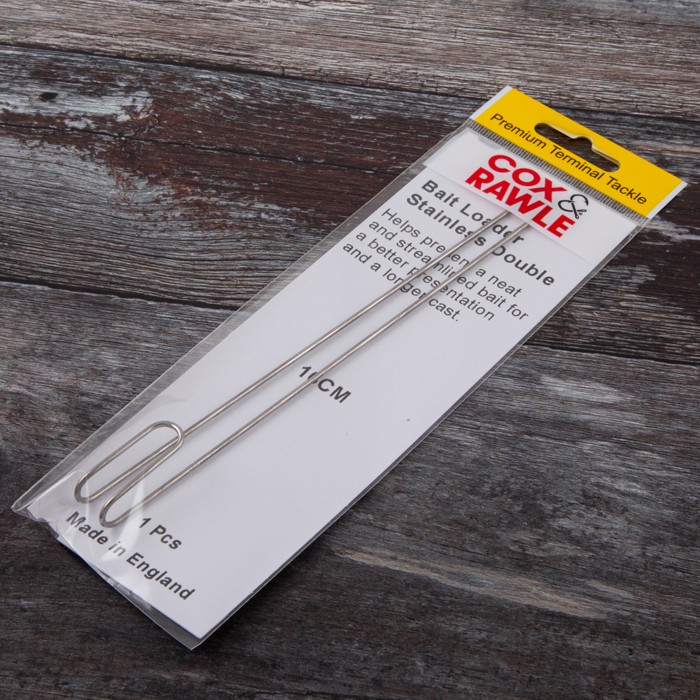 Premium Terminal Tackle
COX &
RAWLE
Bait Loader
Stainless Double
Helps present a neat
and streamlined bait for
a better presentation
and a longer cast.
16CM
1 Pcs
Made in England